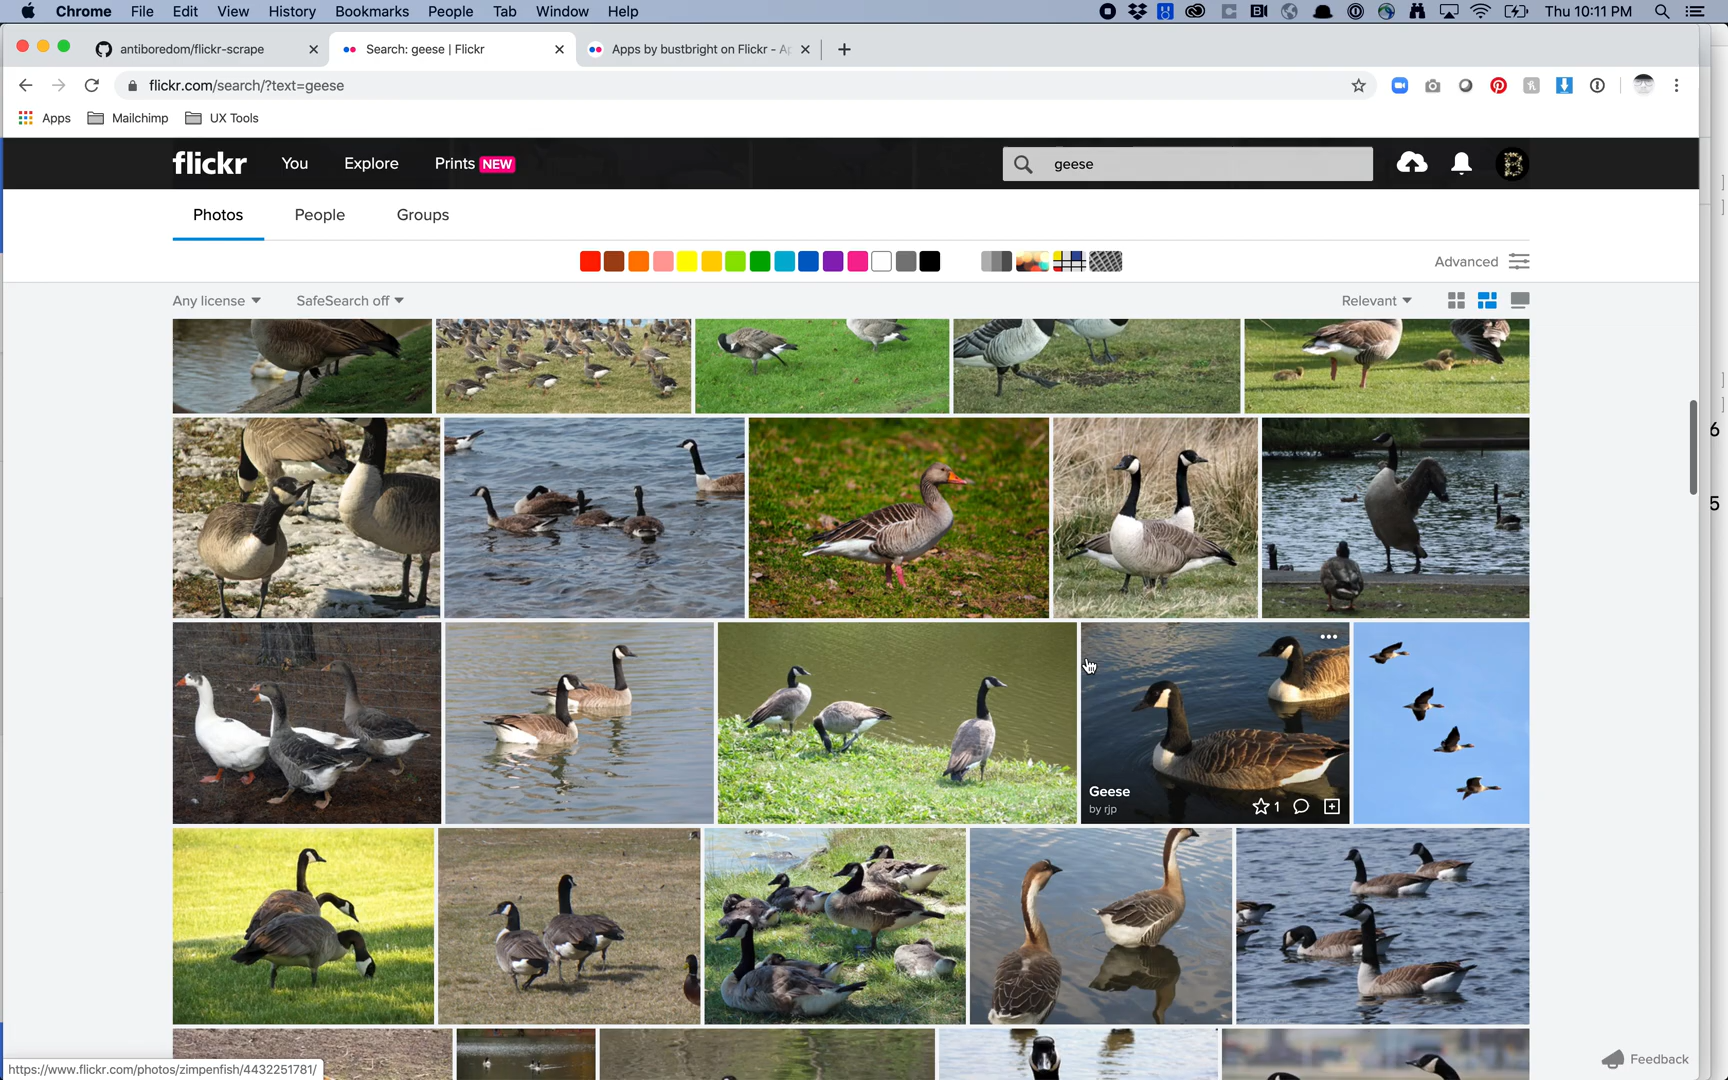 Chrome File Edit View History Bookmarks People Tab Window Help Thu 10:11 PM
antiboredom/flickr-scrape Search: geese | Flickr Apps by bustbright on Flickr - Ap
flickr.com/search/?text=geese
Apps Mailchimp UX Tools
flickr You Explore Prints NEW geese
Photos People Groups
Advanced
Any license SafeSearch off Relevant
6
5
Geese
by rjp
1
Feedback
https://www.flickr.com/photos/zimpenfish/4432251781/